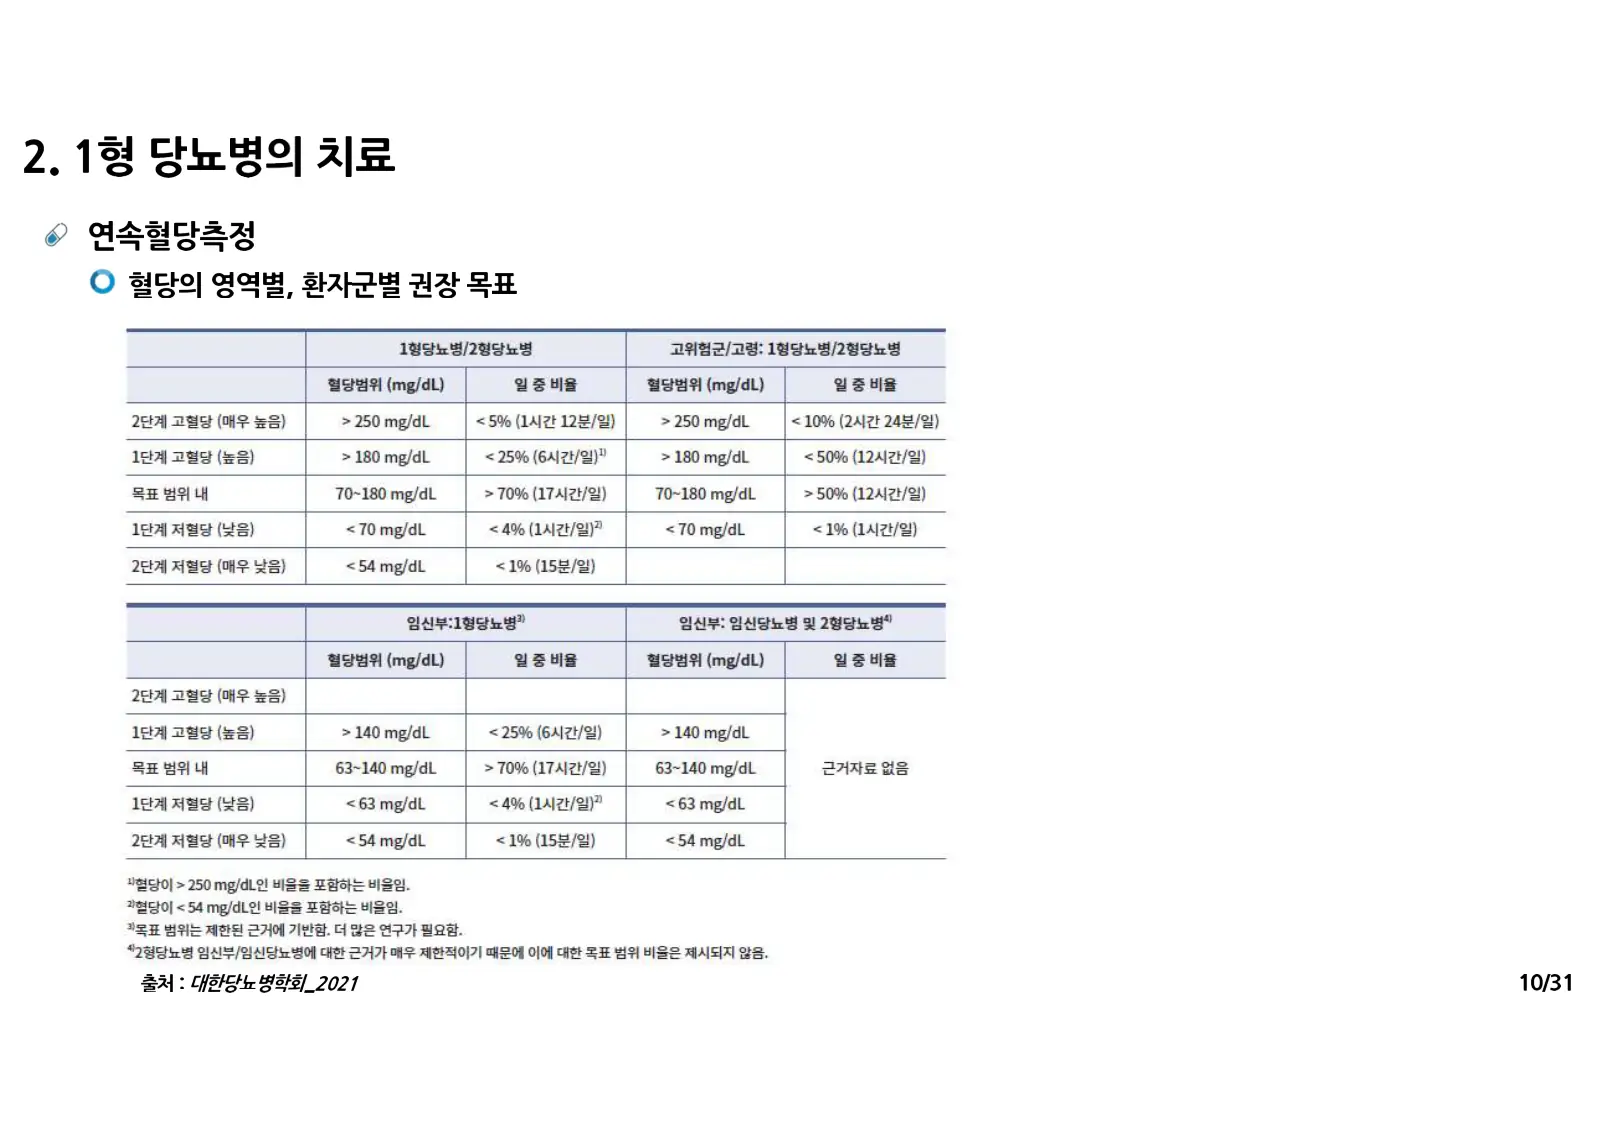 2. 1형 당뇨병의 치료
연속혈당측정
혈당의 영역별, 환자군별 권장 목표
1형당뇨병/2형당뇨병 고위험군/고령: 1형당뇨병/2형당뇨병
혈당범위 (mg/dL) 일 중 비율 혈당범위 (mg/dL) 일 중 비율
2단계 고혈당 (매우 높음) > 250 mg/dL < 5% (1시간 12분/일) > 250 mg/dL < 10% (2시간 24분/일)
1단계 고혈당 (높음) > 180 mg/dL < 25% (6시간/일)1) > 180 mg/dL < 50% (12시간/일)
목표 범위 내 70~180 mg/dL > 70% (17시간/일) 70~180 mg/dL > 50% (12시간/일)
1단계 저혈당 (낮음) < 70 mg/dL < 4% (1시간/일)2) < 70 mg/dL < 1% (1시간/일)
2단계 저혈당 (매우 낮음) < 54 mg/dL < 1% (15분/일)
임신부:1형당뇨병3) 임신부: 임신당뇨병 및 2형당뇨병4)
혈당범위 (mg/dL) 일 중 비율 혈당범위 (mg/dL) 일 중 비율
2단계 고혈당 (매우 높음)
1단계 고혈당 (높음) > 140 mg/dL < 25% (6시간/일) > 140 mg/dL
목표 범위 내 63~140 mg/dL > 70% (17시간/일) 63~140 mg/dL 근거자료 없음
1단계 저혈당 (낮음) < 63 mg/dL < 4% (1시간/일)2) < 63 mg/dL
2단계 저혈당 (매우 낮음) < 54 mg/dL < 1% (15분/일) < 54 mg/dL
1)혈당이 > 250 mg/dL인 비율을 포함하는 비율임.
2)혈당이 < 54 mg/dL인 비율을 포함하는 비율임.
3)목표 범위는 제한된 근거에 기반함. 더 많은 연구가 필요함.
4)2형당뇨병 임신부/임신당뇨병에 대한 근거가 매우 제한적이기 때문에 이에 대한 목표 범위 비율은 제시되지 않음.
출처 : 대한당뇨병학회_2021
10/31